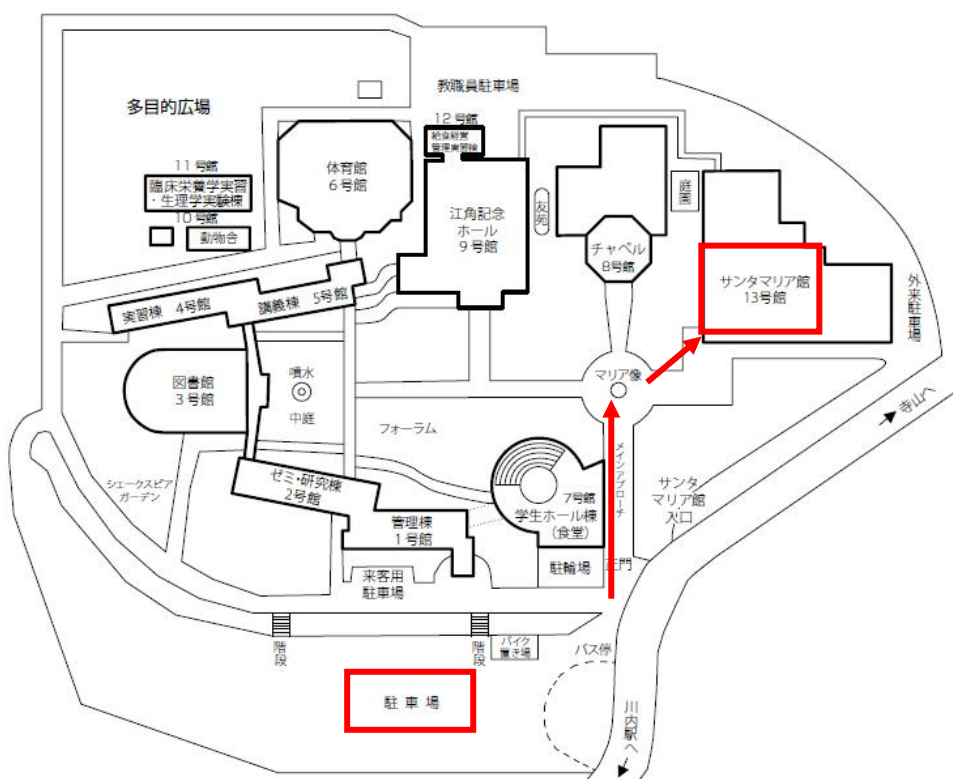 教職員駐車場
多目的広場
12号館
給食経営
管理実習棟
体育館
6号館
11号館
臨床栄養学実習
・生理学実験棟
10号館
動物舎
江角記念
ホール
9号館
友苑
庭園
チャペル
8号館
サンタマリア館
13号館
外来駐車場
実習棟 4号館
講義棟 5号館
図書館
3号館
噴水
中庭
マリア像
フォーラム
メインアプローチ
寺山へ
シェークスピア
ガーデン
ゼミ・研究棟
2号館
管理棟
1号館
7号館
学生ホール棟
(食堂)
サンタ
マリア館
入口
来客用
駐車場
駐輪場
正門
階段
階段
バイク
置き場
バス停
駐車場
川内駅へ